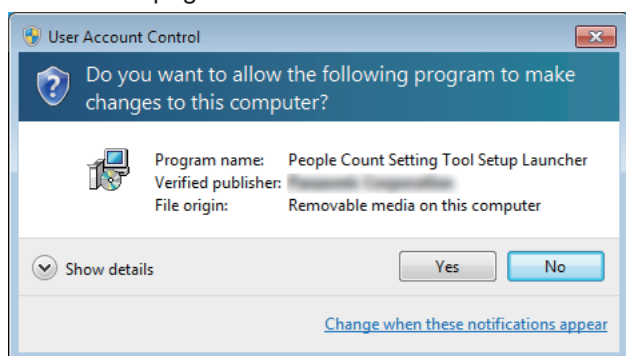 User Account Control
Do you want to allow the following program to make
changes to this computer?
Program name: People Count Setting Tool Setup Launcher
Verified publisher:
File origin: Removable media on this computer
Show details
Yes
No
Change when these notifications appear